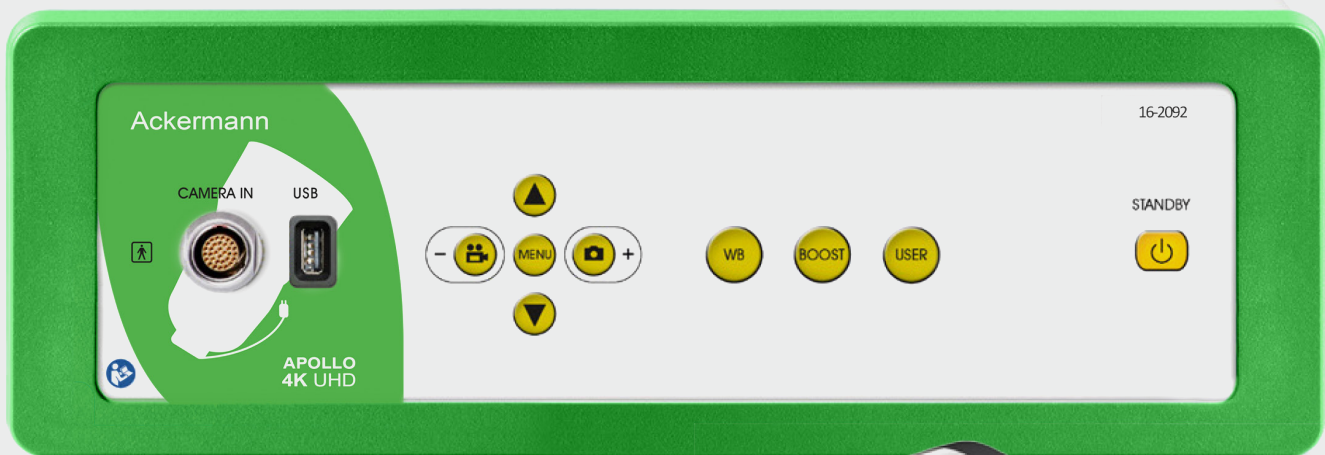 Ackermann
16-2092
CAMERA IN
USB
STANDBY
-
+
MENU
WB
BOOST
USER
APOLLO
4K UHD